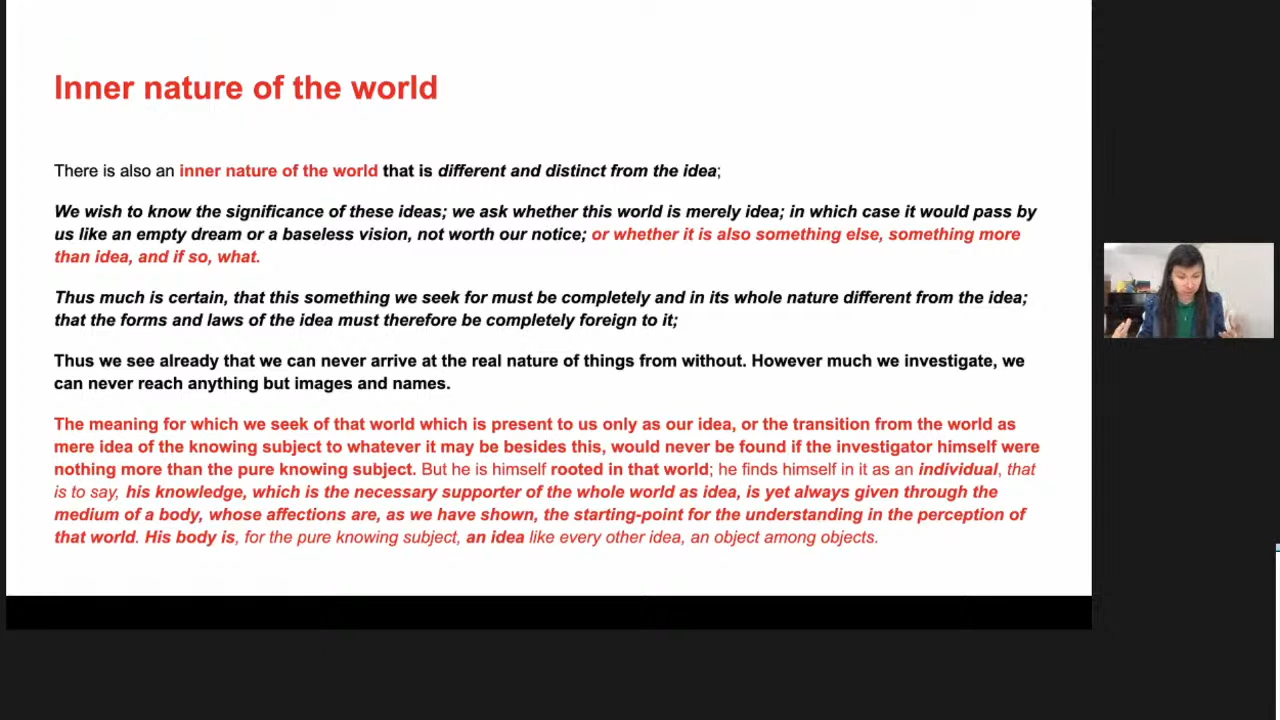 Inner nature of the world
There is also an inner nature of the world that is different and distinct from the idea;
We wish to know the significance of these ideas; we ask whether this world is merely idea; in which case it would pass by
us like an empty dream or a baseless vision, not worth our notice; or whether it is also something else, something more
than idea, and if so, what.
Thus much is certain, that this something we seek for must be completely and in its whole nature different from the idea;
that the forms and laws of the idea must therefore be completely foreign to it;
Thus we see already that we can never arrive at the real nature of things from without. However much we investigate, we
can never reach anything but images and names.
The meaning for which we seek of that world which is present to us only as our idea, or the transition from the world as
mere idea of the knowing subject to whatever it may be besides this, would never be found if the investigator himself were
nothing more than the pure knowing subject. But he is himself rooted in that world; he finds himself in it as an individual, that
is to say, his knowledge, which is the necessary supporter of the whole world as idea, is yet always given through the
medium of a body, whose affections are, as we have shown, the starting-point for the understanding in the perception of
that world. His body is, for the pure knowing subject, an idea like every other idea, an object among objects.